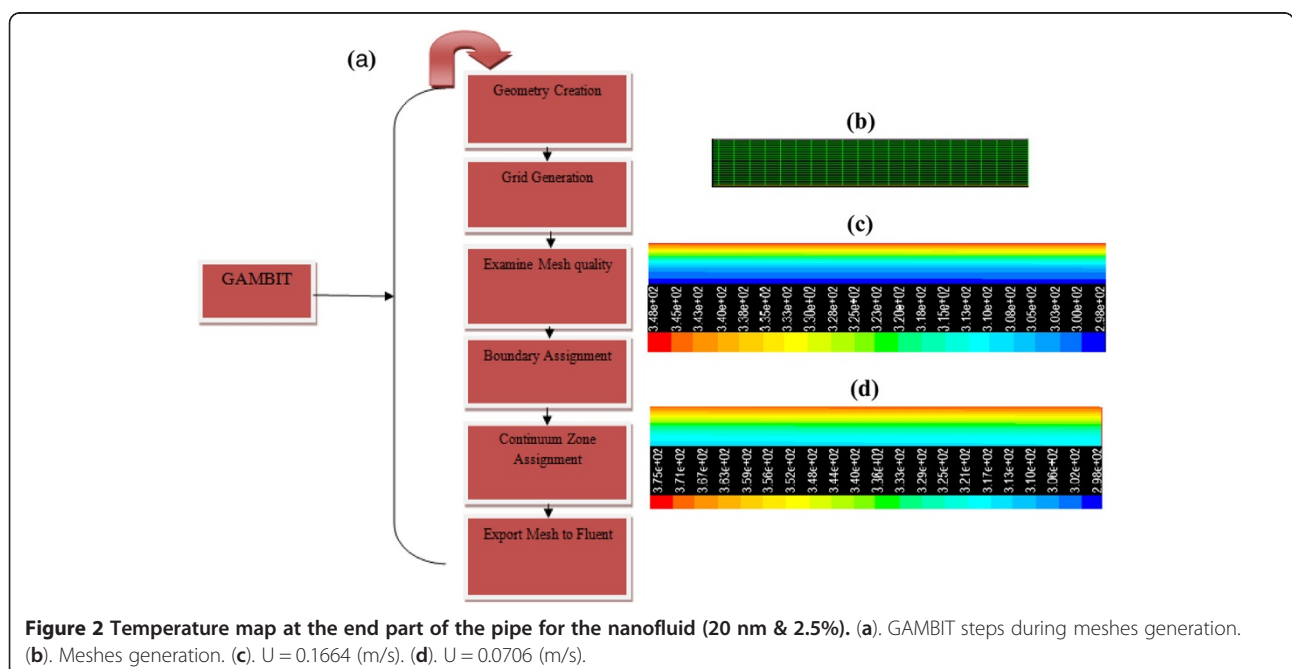 (a)
Geometry Creation
Grid Generation
Examine Mesh quality
Boundary Assignment
Continuum Zone
Assignment
Export Mesh to Fluent
GAMBIT
(b)
(c)
3.48e+02
3.45e+02
3.43e+02
3.40e+02
3.38e+02
3.35e+02
3.33e+02
3.30e+02
3.28e+02
3.25e+02
3.23e+02
3.20e+02
3.18e+02
3.15e+02
3.13e+02
3.10e+02
3.08e+02
3.05e+02
3.03e+02
3.00e+02
2.98e+02
(d)
3.75e+02
3.71e+02
3.67e+02
3.63e+02
3.59e+02
3.56e+02
3.52e+02
3.48e+02
3.44e+02
3.40e+02
3.36e+02
3.33e+02
3.29e+02
3.25e+02
3.21e+02
3.17e+02
3.13e+02
3.10e+02
3.06e+02
3.02e+02
2.98e+02
Figure 2 Temperature map at the end part of the pipe for the nanofluid (20 nm & 2.5%). (a). GAMBIT steps during meshes generation.
(b). Meshes generation. (c). U = 0.1664 (m/s). (d). U = 0.0706 (m/s).